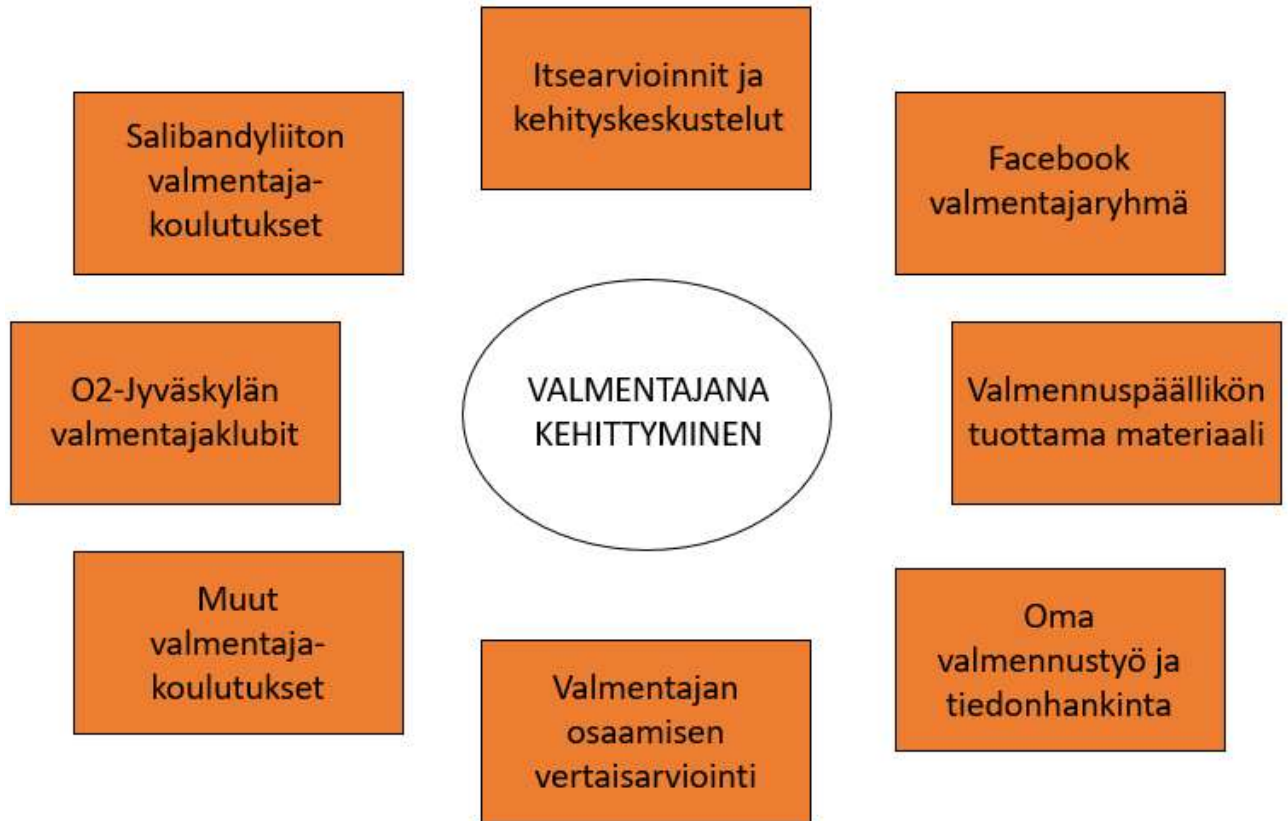 Itsearvioinnit ja
kehityskeskustelut
Salibandyliiton
valmentaja-
koulutukset
Facebook
valmentajaryhmä
O2-Jyväskylän
valmentajaklubit
VALMENTAJANA
KEHITTYMINEN
Valmennuspäällikön
tuottama materiaali
Muut
valmentaja-
koulutukset
Valmentajan
osaamisen
vertaisarviointi
Oma
valmennustyö ja
tiedonhankinta